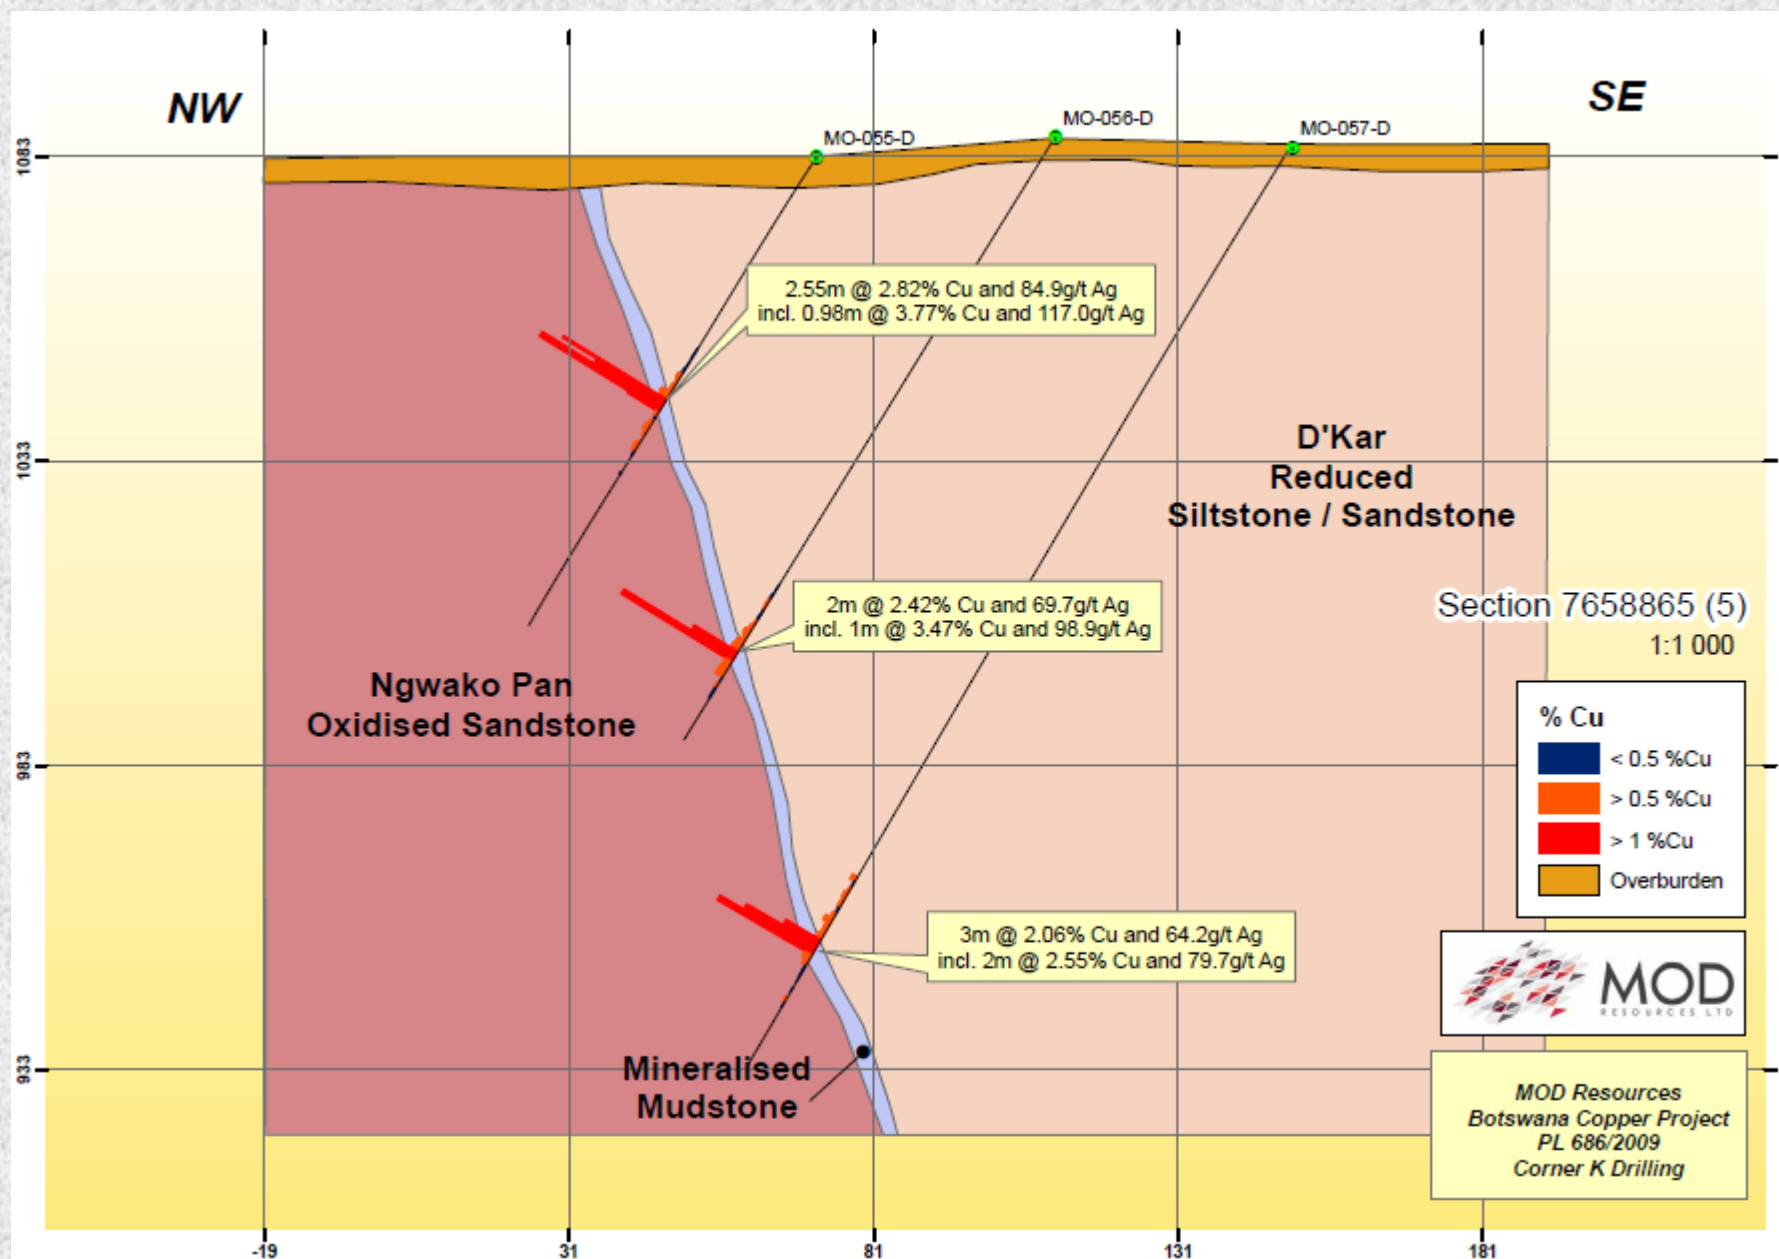 NW
SE
MO-055-D
MO-056-D
MO-057-D
1083
1033
983
933
2.55m @ 2.82% Cu and 84.9g/t Ag
incl. 0.98m @ 3.77% Cu and 117.0g/t Ag
D'Kar
Reduced
Siltstone / Sandstone
2m @ 2.42% Cu and 69.7g/t Ag
incl. 1m @ 3.47% Cu and 98.9g/t Ag
Section 7658865 (5)
1:1 000
Ngwako Pan
Oxidised Sandstone
% Cu
< 0.5 %Cu
> 0.5 %Cu
> 1 %Cu
Overburden
3m @ 2.06% Cu and 64.2g/t Ag
incl. 2m @ 2.55% Cu and 79.7g/t Ag
MOD
RESOURCES LTD
Mineralised
Mudstone
MOD Resources
Botswana Copper Project
PL 686/2009
Corner K Drilling
-19
31
81
131
181